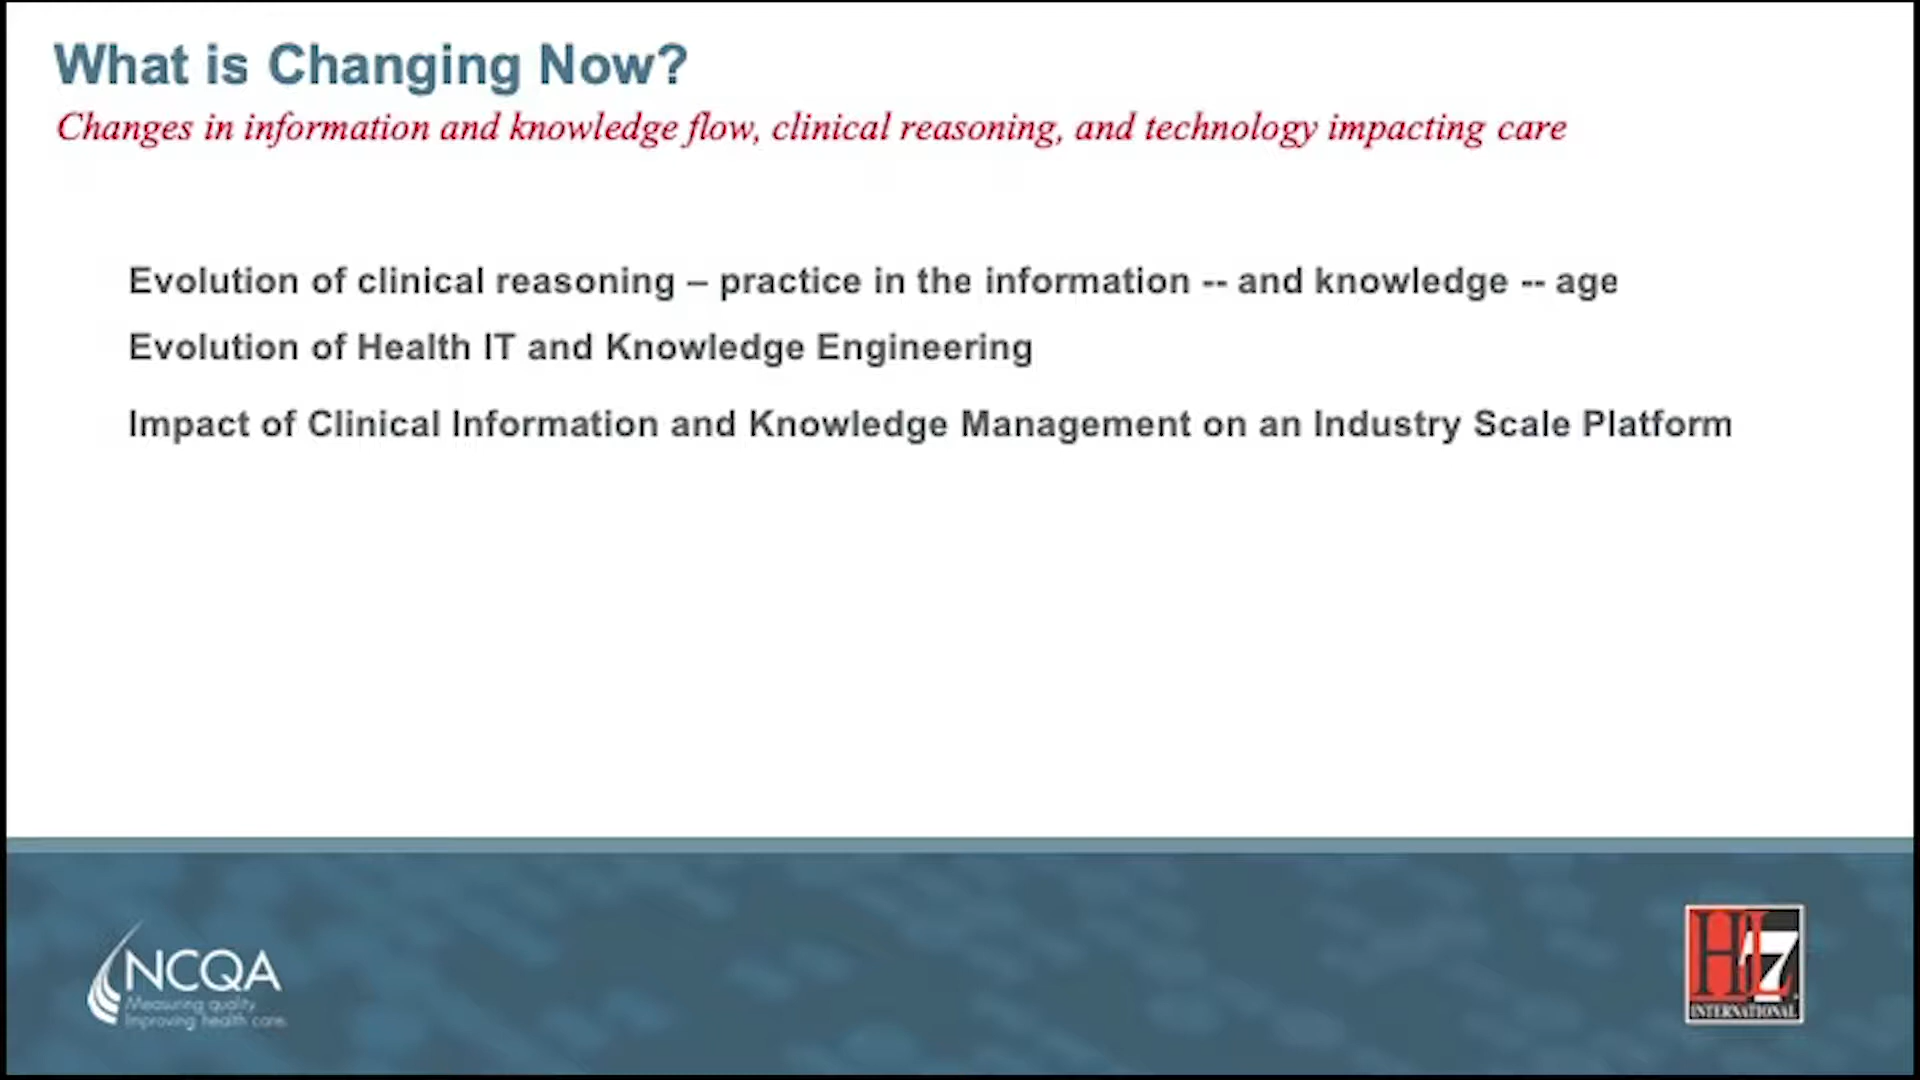 What is Changing Now?
Changes in information and knowledge flow, clinical reasoning, and technology impacting care
Evolution of clinical reasoning – practice in the information -- and knowledge -- age
Evolution of Health IT and Knowledge Engineering
Impact of Clinical Information and Knowledge Management on an Industry Scale Platform
NCQA
Measuring quality
Improving health care.
HL7
INTERNATIONAL